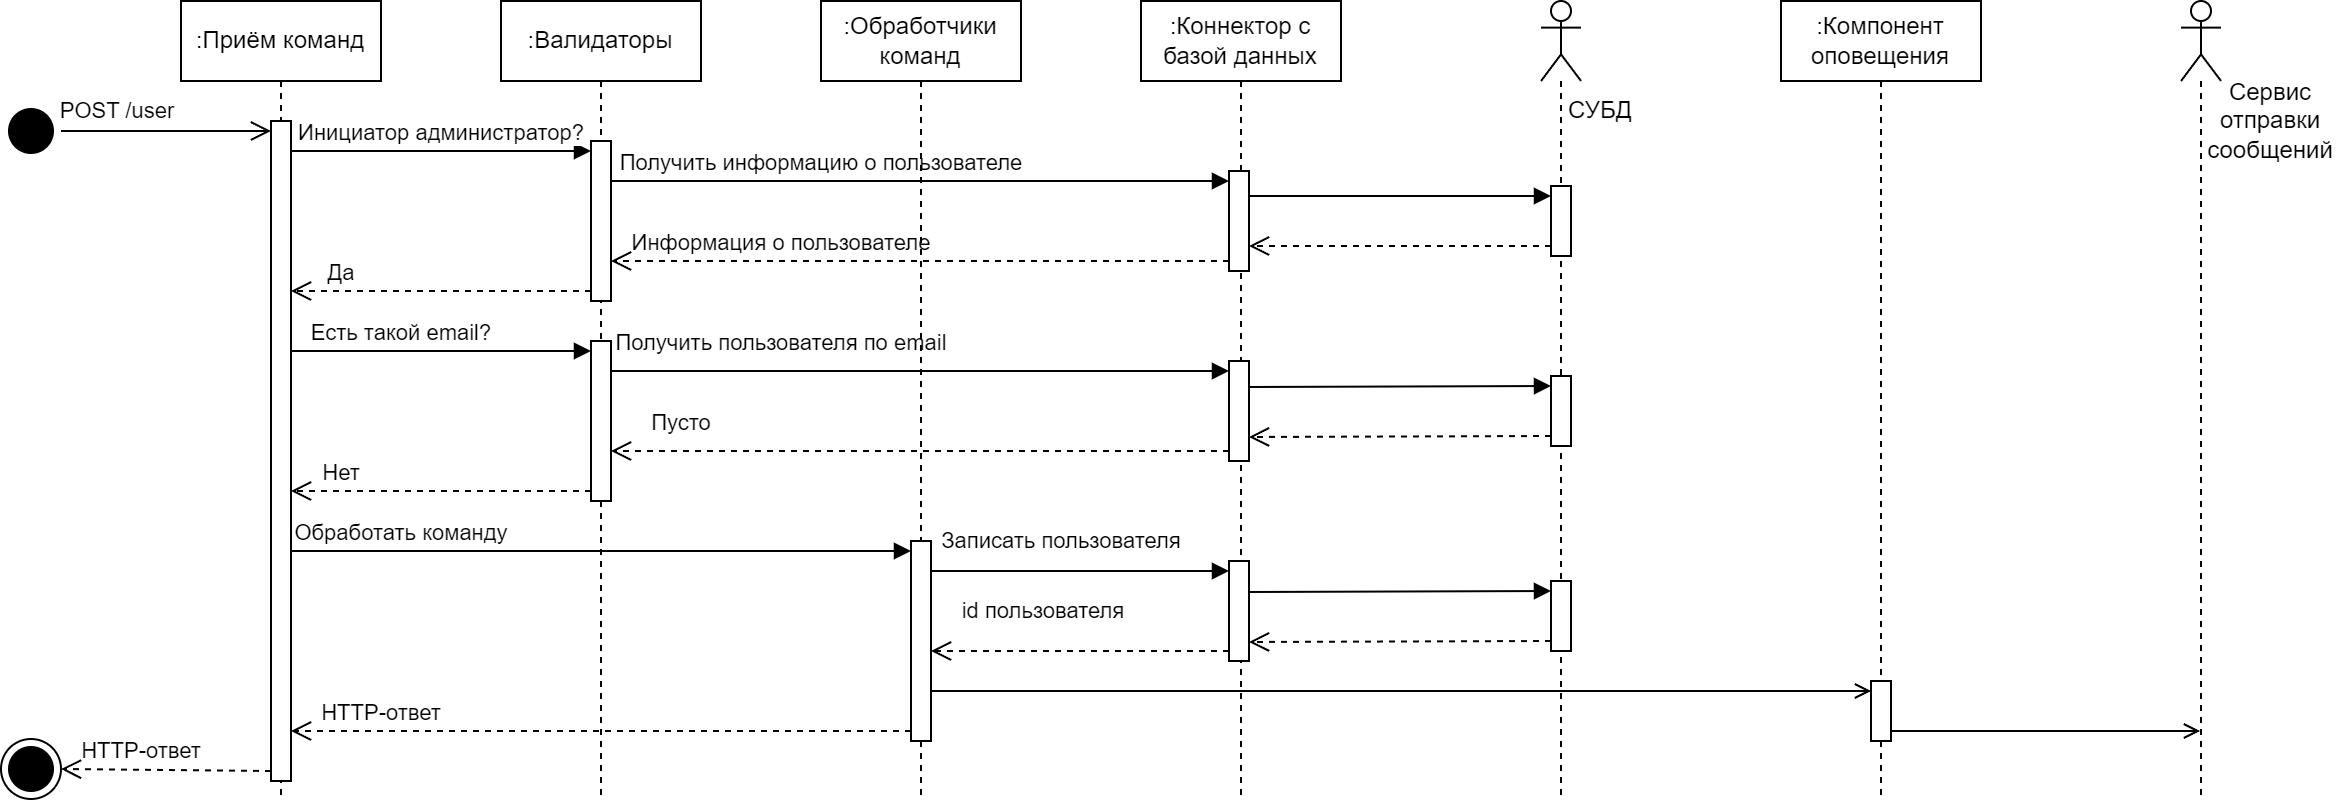 :Приём команд
:Валидаторы
:Обработчики
команд
:Коннектор с
базой данных
СУБД
:Компонент
оповещения
Сервис
отправки
сообщений
POST /user
Инициатор администратор?
Получить информацию о пользователе
Информация о пользователе
Да
Есть такой email?
Получить пользователя по email
Пусто
Нет
Обработать команду
Записать пользователя
id пользователя
HTTP-ответ
HTTP-ответ